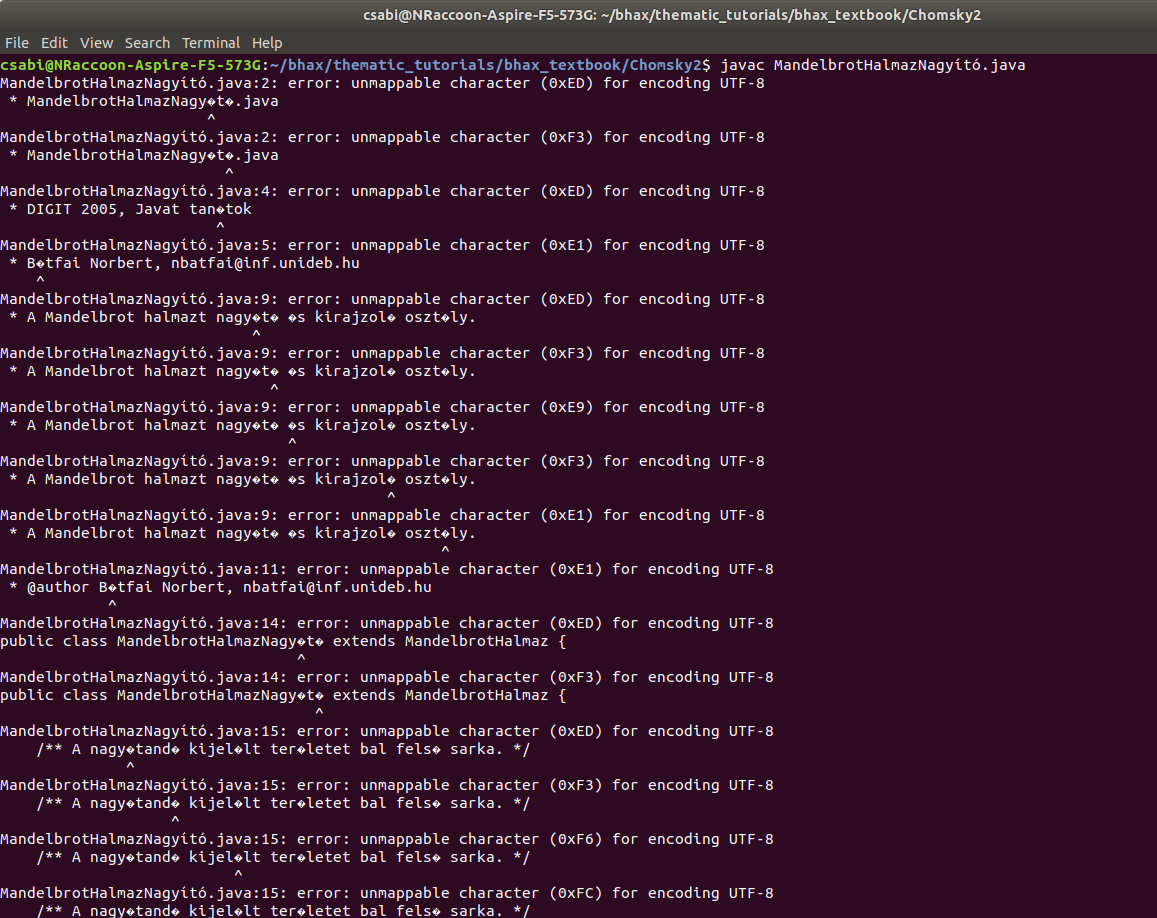 csabi@NRaccoon-Aspire-F5-573G: ~/bhax/thematic_tutorials/bhax_textbook/Chomsky2
File Edit View Search Terminal Help
csabi@NRaccoon-Aspire-F5-573G:~/bhax/thematic_tutorials/bhax_textbook/Chomsky2$ javac MandelbrotHalmazNagyító.java
MandelbrotHalmazNagyító.java:2: error: unmappable character (0xED) for encoding UTF-8
 * MandelbrotHalmazNagy�t�.java
                       ^
MandelbrotHalmazNagyító.java:2: error: unmappable character (0xF3) for encoding UTF-8
 * MandelbrotHalmazNagy�t�.java
                         ^
MandelbrotHalmazNagyító.java:4: error: unmappable character (0xED) for encoding UTF-8
 * DIGIT 2005, Javat tan�tok
                        ^
MandelbrotHalmazNagyító.java:5: error: unmappable character (0xE1) for encoding UTF-8
 * B�tfai Norbert, nbatfai@inf.unideb.hu
    ^
MandelbrotHalmazNagyító.java:9: error: unmappable character (0xED) for encoding UTF-8
 * A Mandelbrot halmazt nagy�t� �s kirajzol� oszt�ly.
                            ^
MandelbrotHalmazNagyító.java:9: error: unmappable character (0xF3) for encoding UTF-8
 * A Mandelbrot halmazt nagy�t� �s kirajzol� oszt�ly.
                              ^
MandelbrotHalmazNagyító.java:9: error: unmappable character (0xE9) for encoding UTF-8
 * A Mandelbrot halmazt nagy�t� �s kirajzol� oszt�ly.
                                ^
MandelbrotHalmazNagyító.java:9: error: unmappable character (0xF3) for encoding UTF-8
 * A Mandelbrot halmazt nagy�t� �s kirajzol� oszt�ly.
                                           ^
MandelbrotHalmazNagyító.java:9: error: unmappable character (0xE1) for encoding UTF-8
 * A Mandelbrot halmazt nagy�t� �s kirajzol� oszt�ly.
                                                 ^
MandelbrotHalmazNagyító.java:11: error: unmappable character (0xE1) for encoding UTF-8
 * @author B�tfai Norbert, nbatfai@inf.unideb.hu
            ^
MandelbrotHalmazNagyító.java:14: error: unmappable character (0xED) for encoding UTF-8
public class MandelbrotHalmazNagy�t� extends MandelbrotHalmaz {
                                 ^
MandelbrotHalmazNagyító.java:14: error: unmappable character (0xF3) for encoding UTF-8
public class MandelbrotHalmazNagy�t� extends MandelbrotHalmaz {
                                   ^
MandelbrotHalmazNagyító.java:15: error: unmappable character (0xED) for encoding UTF-8
    /** A nagy�tand� kijel�lt ter�letet bal fels� sarka. */
              ^
MandelbrotHalmazNagyító.java:15: error: unmappable character (0xF3) for encoding UTF-8
    /** A nagy�tand� kijel�lt ter�letet bal fels� sarka. */
                   ^
MandelbrotHalmazNagyító.java:15: error: unmappable character (0xF6) for encoding UTF-8
    /** A nagy�tand� kijel�lt ter�letet bal fels� sarka. */
                          ^
MandelbrotHalmazNagyító.java:15: error: unmappable character (0xFC) for encoding UTF-8
    /** A nagy�tand� kijel�lt ter�letet bal fels� sarka. */